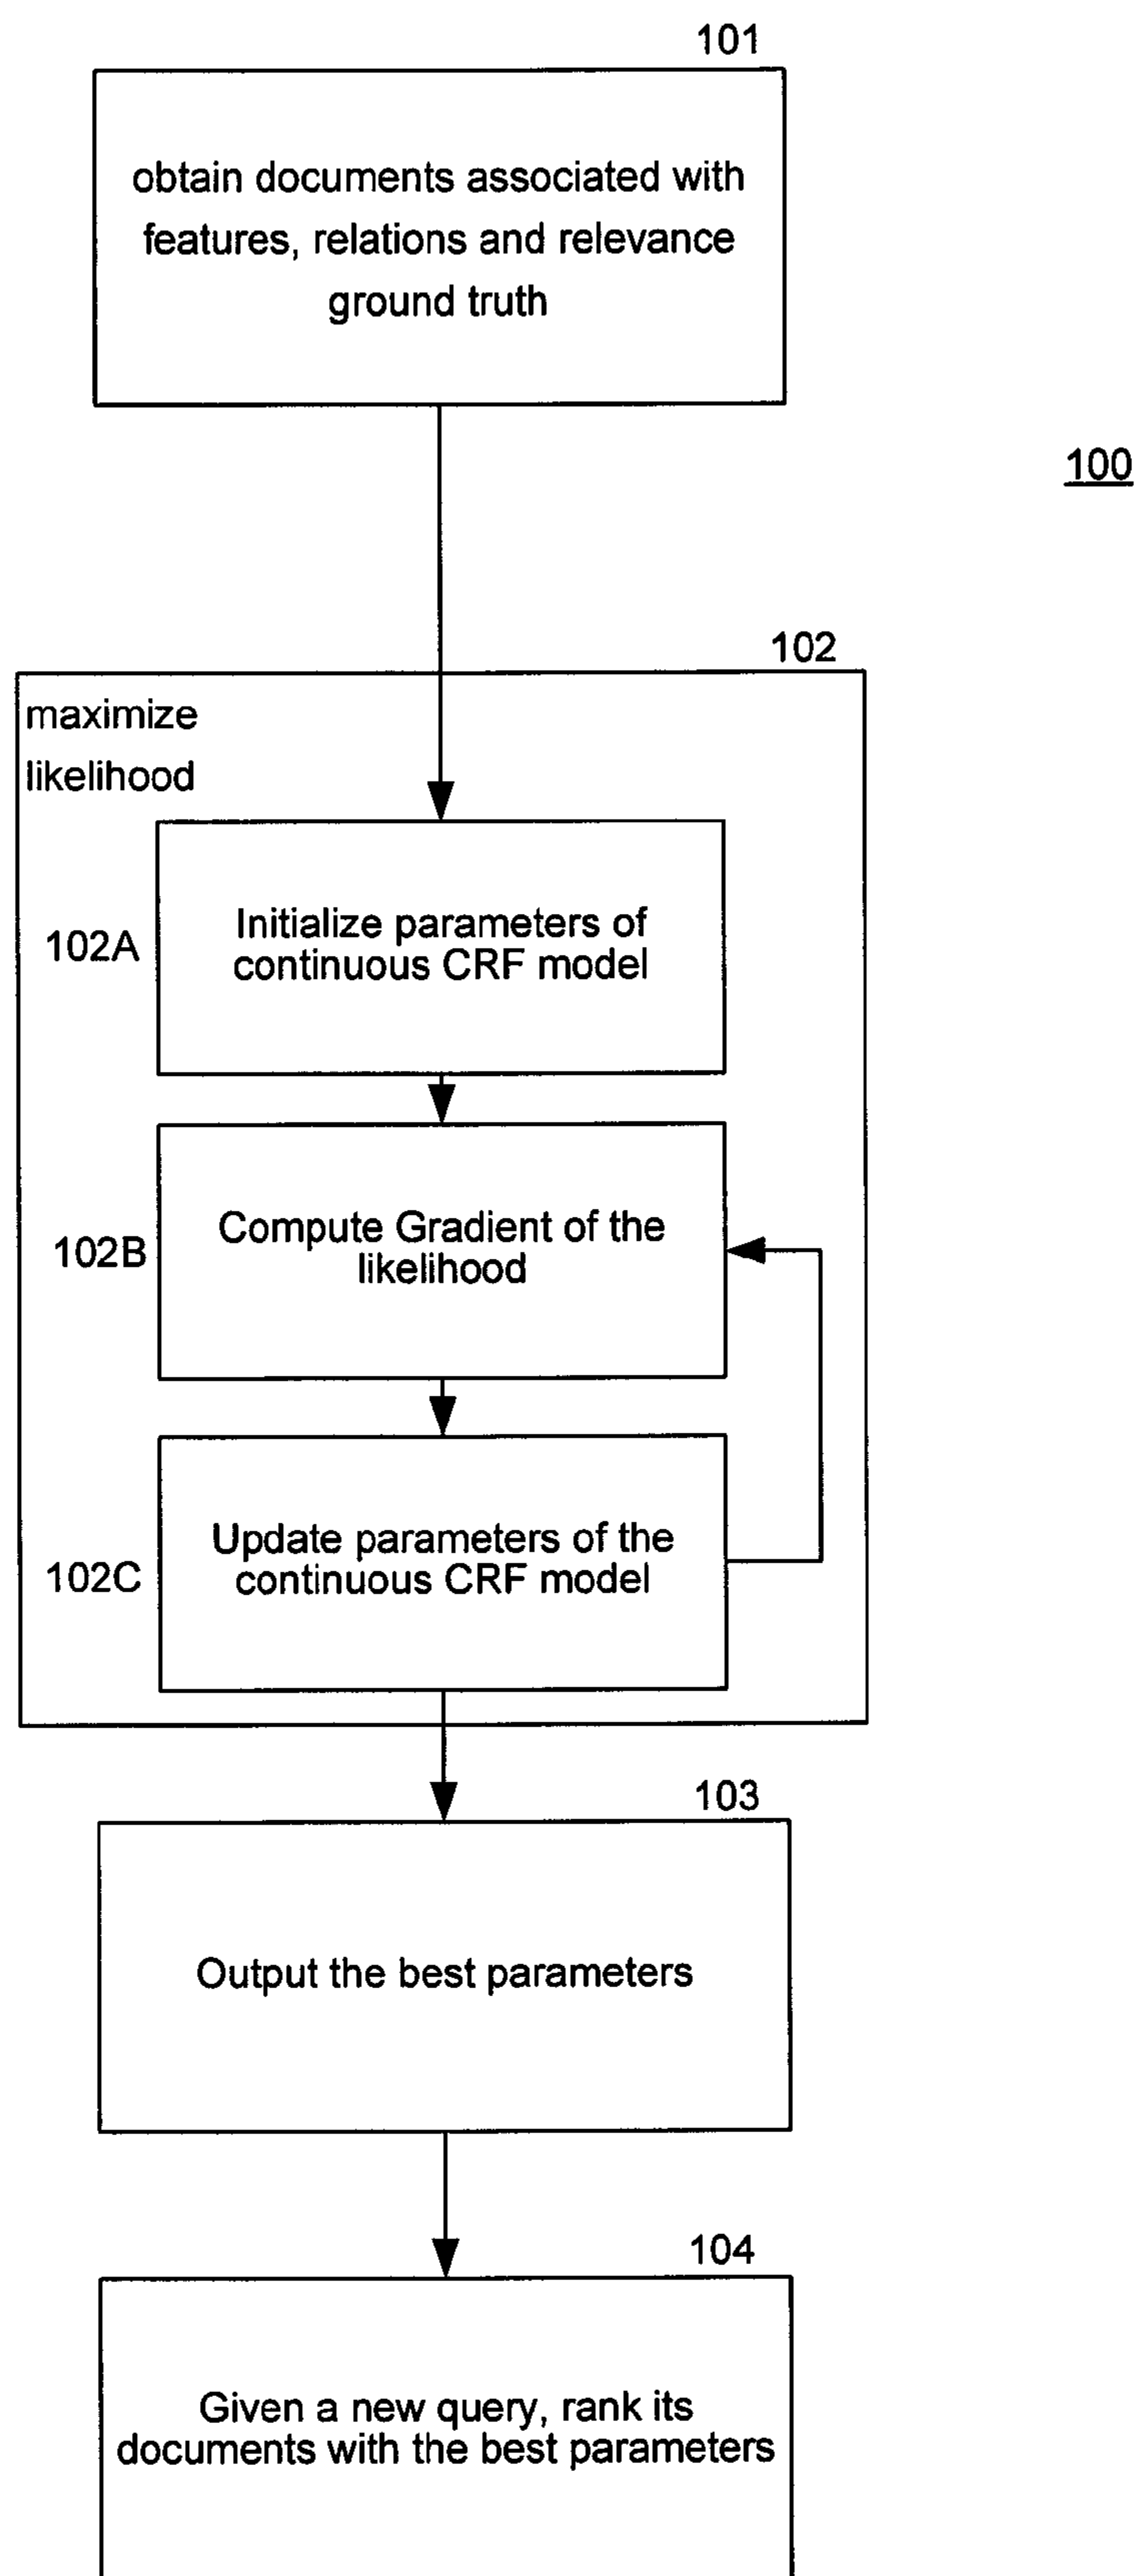 101
obtain documents associated with
features, relations and relevance
ground truth
100
102
maximize
likelihood
102A
Initialize parameters of
continuous CRF model
102B
Compute Gradient of the
likelihood
102C
Update parameters of the
continuous CRF model
103
Output the best parameters
104
Given a new query, rank its
documents with the best parameters